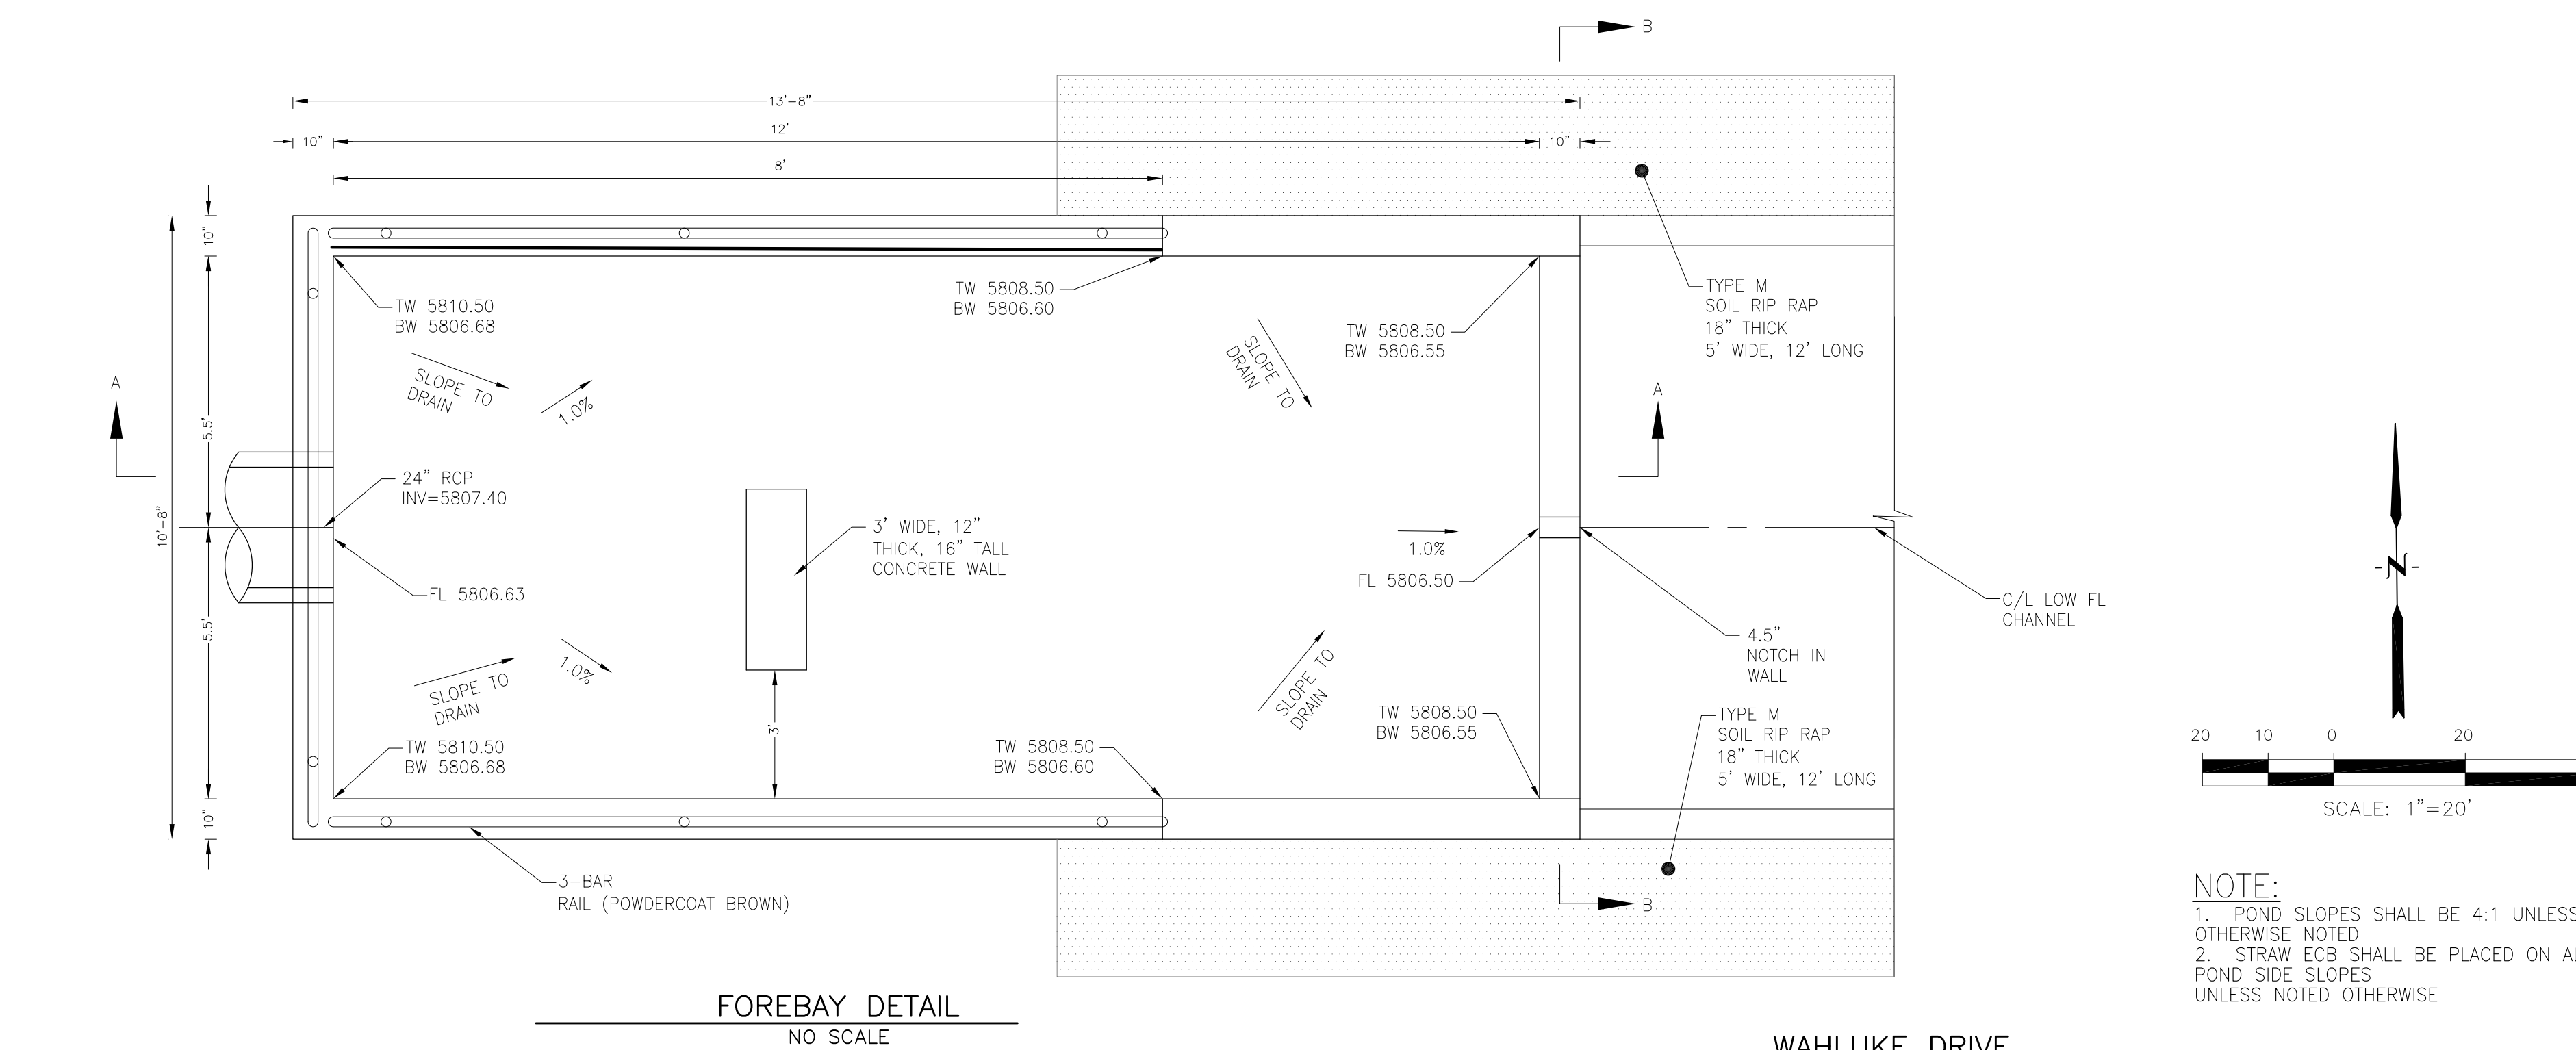 B
13'-8"
12'
10"
10"
8'
10"
TW 5810.50
BW 5806.68
TW 5808.50
BW 5806.60
TW 5808.50
BW 5806.55
TYPE M
SOIL RIP RAP
18" THICK
5' WIDE, 12' LONG
SLOPE TO
DRAIN
1.0%
SLOPE TO
DRAIN
A
A
5.5'
10'-8"
24" RCP
INV=5807.40
3' WIDE, 12"
THICK, 16" TALL
CONCRETE WALL
1.0%
FL 5806.50
FL 5806.63
N
C/L LOW FL
CHANNEL
4.5"
NOTCH IN
WALL
5.5'
1.0%
SLOPE TO
DRAIN
SLOPE TO
DRAIN
3'
TW 5810.50
BW 5806.68
TW 5808.50
BW 5806.60
TW 5808.50
BW 5806.55
TYPE M
SOIL RIP RAP
18" THICK
5' WIDE, 12' LONG
10"
20 10 0 20
SCALE: 1"=20'
3-BAR
RAIL (POWDERCOAT BROWN)
B
NOTE:
1. POND SLOPES SHALL BE 4:1 UNLESS
OTHERWISE NOTED
2. STRAW ECB SHALL BE PLACED ON
POND SIDE SLOPES
UNLESS NOTED OTHERWISE
FOREBAY DETAIL
NO SCALE
WAHLUKE DRIVE